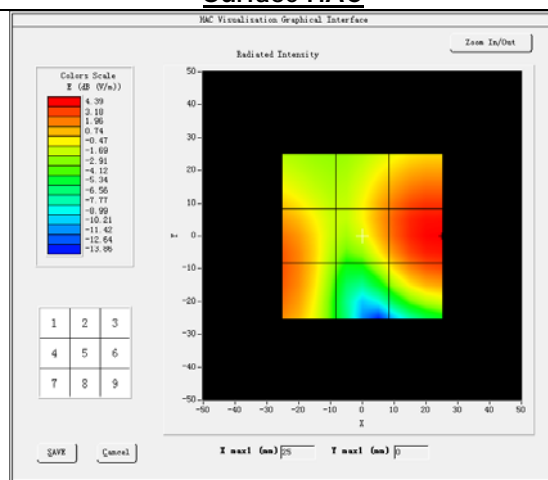 Surface HAC
HAC Visualisation Graphical Interface
Zoom In/Out
Radiated Intensity
Colors Scale
E (dB (V/m))
4.39
3.18
1.96
0.74
-0.47
-1.69
-2.91
-4.12
-5.34
-6.56
-7.77
-8.99
-10.21
-11.42
-12.64
-13.86
50
40
30
20
10
Y
0
-10
-20
-30
-40
-50
-50 -40 -30 -20 -10 0 10 20 30 40 50
X
1 2 3
4 5 6
7 8 9
SAVE Cancel X max1 (mm) 25 Y max1 (mm) 0